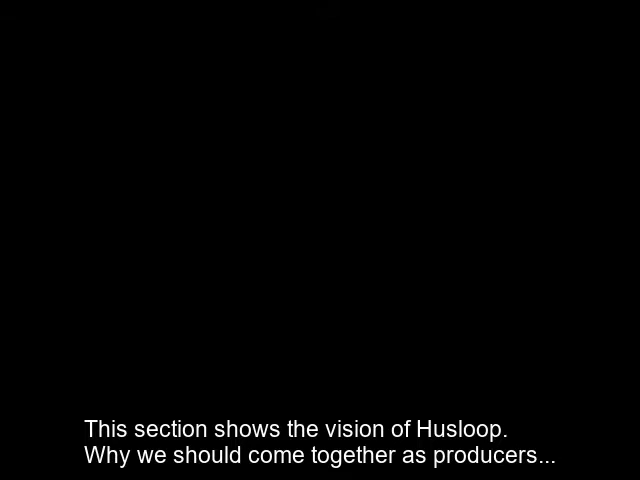 This section shows the vision of Husloop.
Why we should come together as producers...